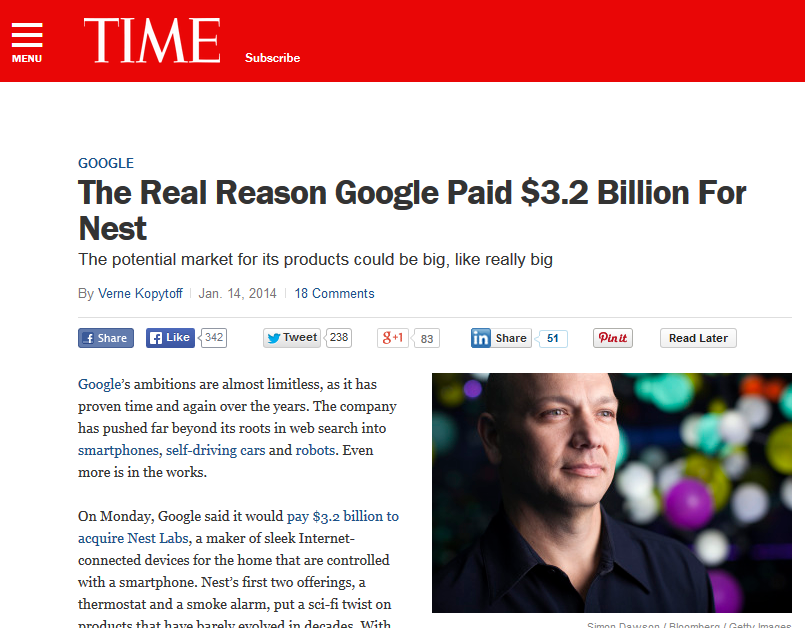 MENU
TIME
Subscribe
GOOGLE
The Real Reason Google Paid $3.2 Billion For
Nest
The potential market for its products could be big, like really big
By Verne Kopytoff Jan. 14, 2014 18 Comments
f Share f Like 342 Tweet 238 g+1 83 in Share 51 Pinit Read Later
Google's ambitions are almost limitless, as it has
proven time and again over the years. The company
has pushed far beyond its roots in web search into
smartphones, self-driving cars and robots. Even
more is in the works.
On Monday, Google said it would pay $3.2 billion to
acquire Nest Labs, a maker of sleek Internet-
connected devices for the home that are controlled
with a smartphone. Nest's first two offerings, a
thermostat and a smoke alarm, put a sci-fi twist on
products that have barely evolved in decades. With
Simon Dawson / Bloomberg / Getty Images